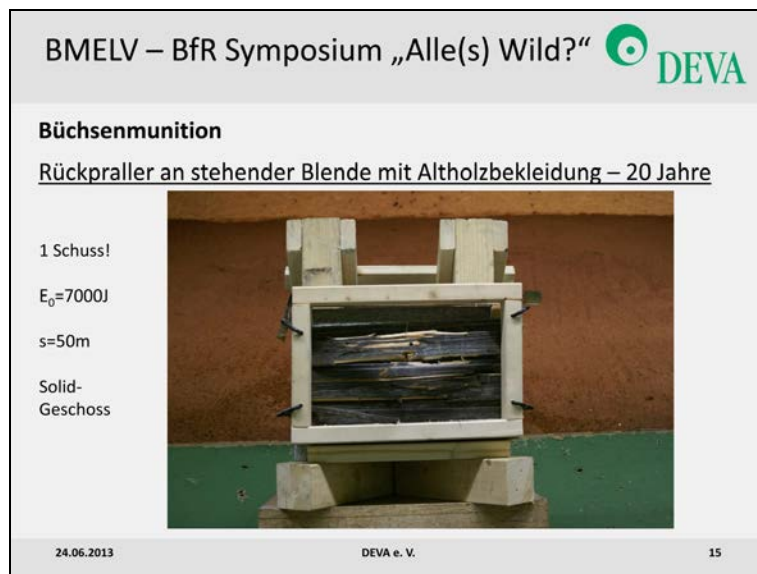 BMELV – BfR Symposium „Alle(s) Wild?“
DEVA
Büchsenmunition
Rückpraller an stehender Blende mit Altholzbekleidung – 20 Jahre
1 Schuss!
E₀=7000J
s=50m
Solid-
Geschoss
24.06.2013
DEVA e. V.
15